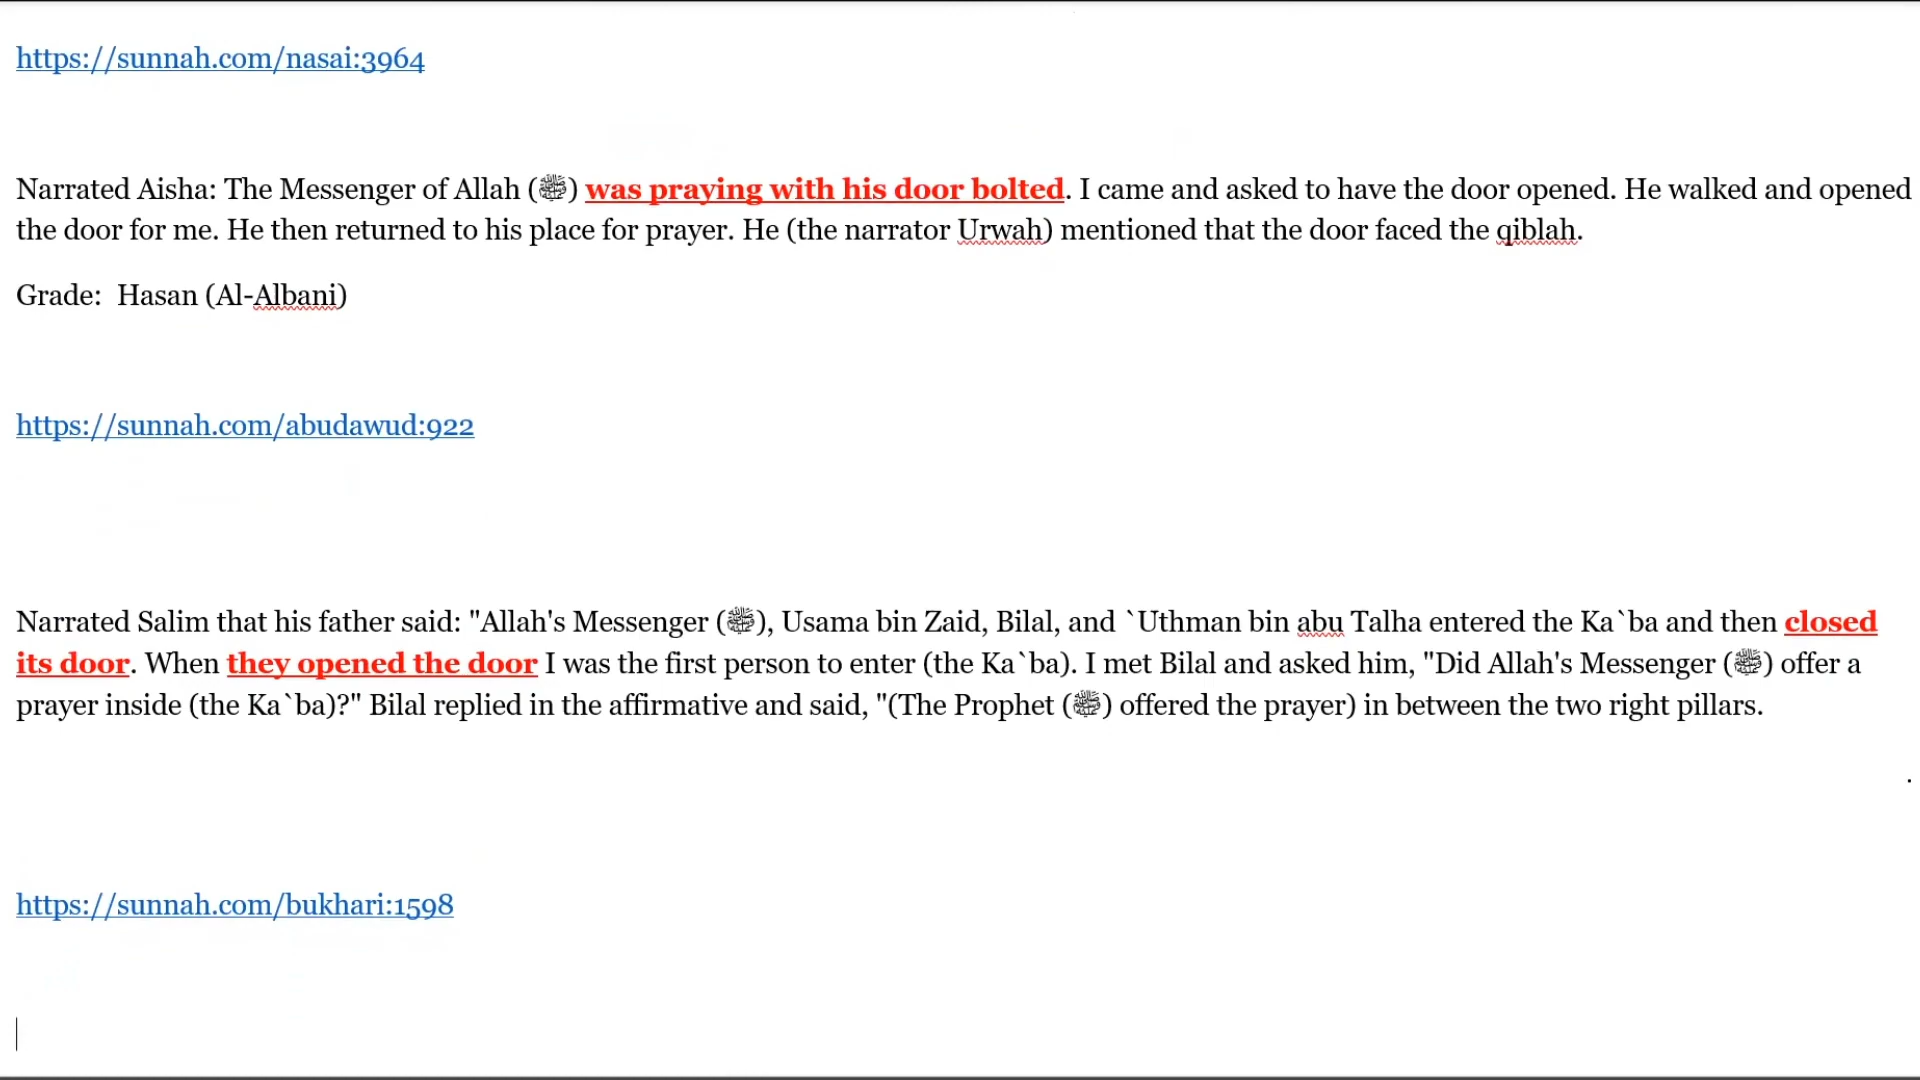 https://sunnah.com/nasai:3964
Narrated Aisha: The Messenger of Allah (ﷺ) was praying with his door bolted. I came and asked to have the door opened. He walked and opened
the door for me. He then returned to his place for prayer. He (the narrator Urwah) mentioned that the door faced the qiblah.
Grade:  Hasan (Al-Albani)
https://sunnah.com/abudawud:922
Narrated Salim that his father said: "Allah's Messenger (ﷺ), Usama bin Zaid, Bilal, and `Uthman bin abu Talha entered the Ka`ba and then closed
its door. When they opened the door I was the first person to enter (the Ka`ba). I met Bilal and asked him, "Did Allah's Messenger (ﷺ) offer a
prayer inside (the Ka`ba)?" Bilal replied in the affirmative and said, "(The Prophet (ﷺ) offered the prayer) in between the two right pillars.
https://sunnah.com/bukhari:1598